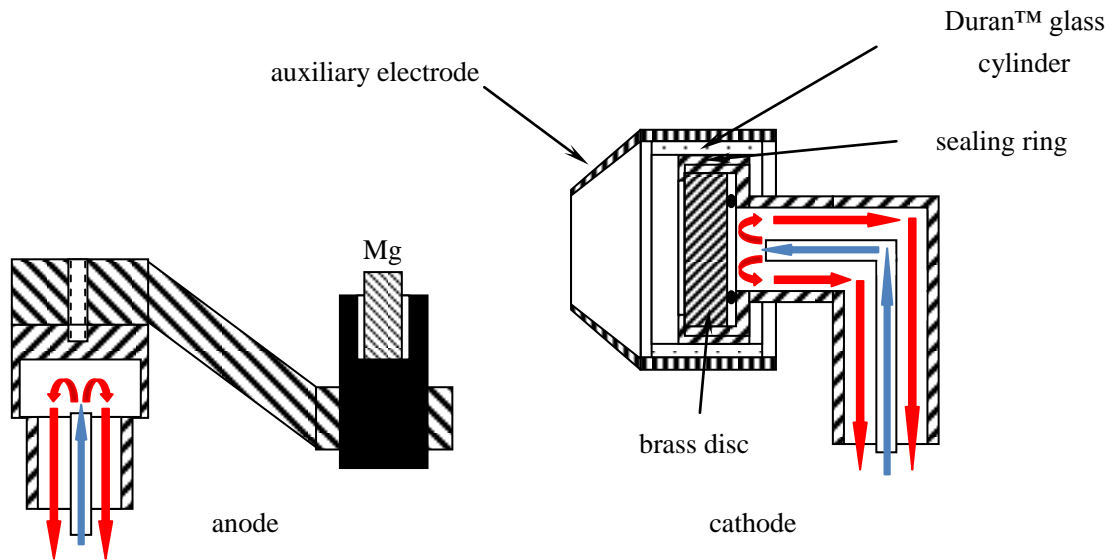 Duran™ glass
cylinder
auxiliary electrode
sealing ring
Mg
brass disc
anode
cathode